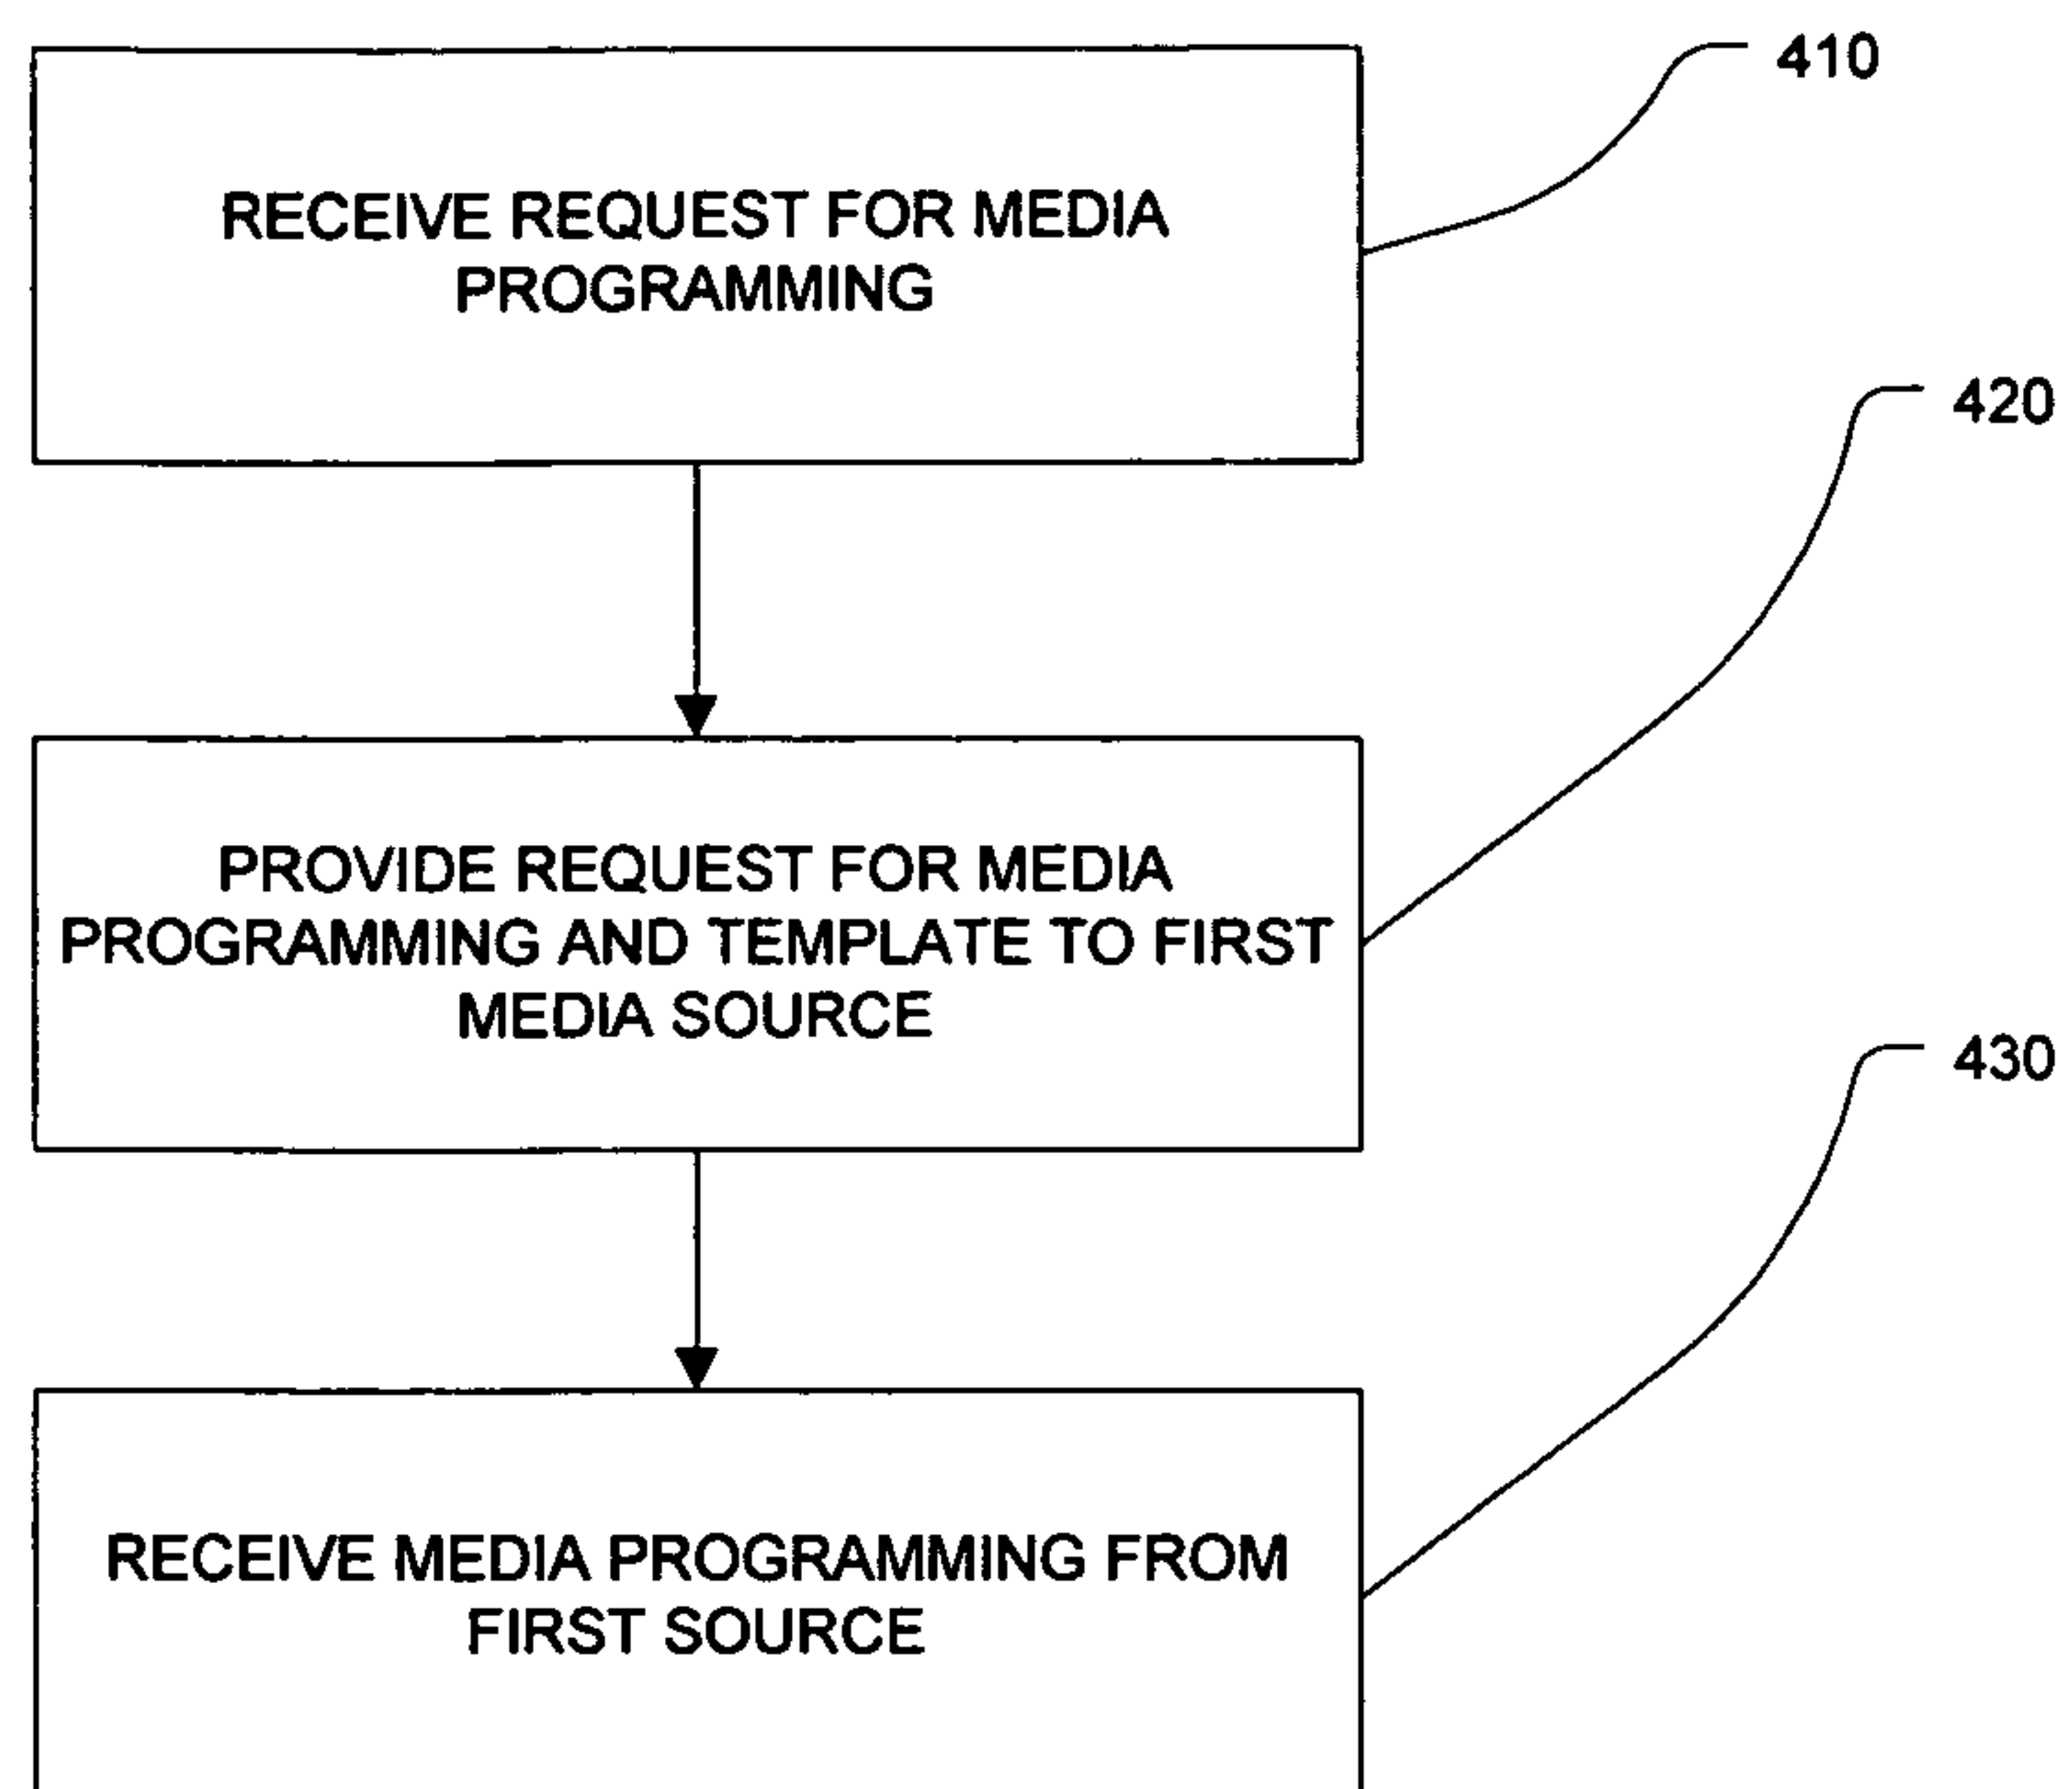 410
RECEIVE REQUEST FOR MEDIA
PROGRAMMING
420
PROVIDE REQUEST FOR MEDIA
PROGRAMMING AND TEMPLATE TO FIRST
MEDIA SOURCE
430
RECEIVE MEDIA PROGRAMMING FROM
FIRST SOURCE